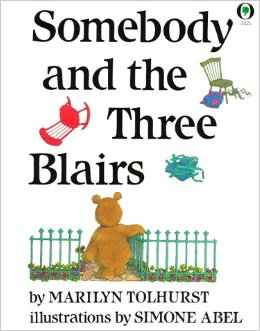 Somebody
and the
Three
Blairs
by MARILYN TOLHURST
illustrations by SIMONE ABEL